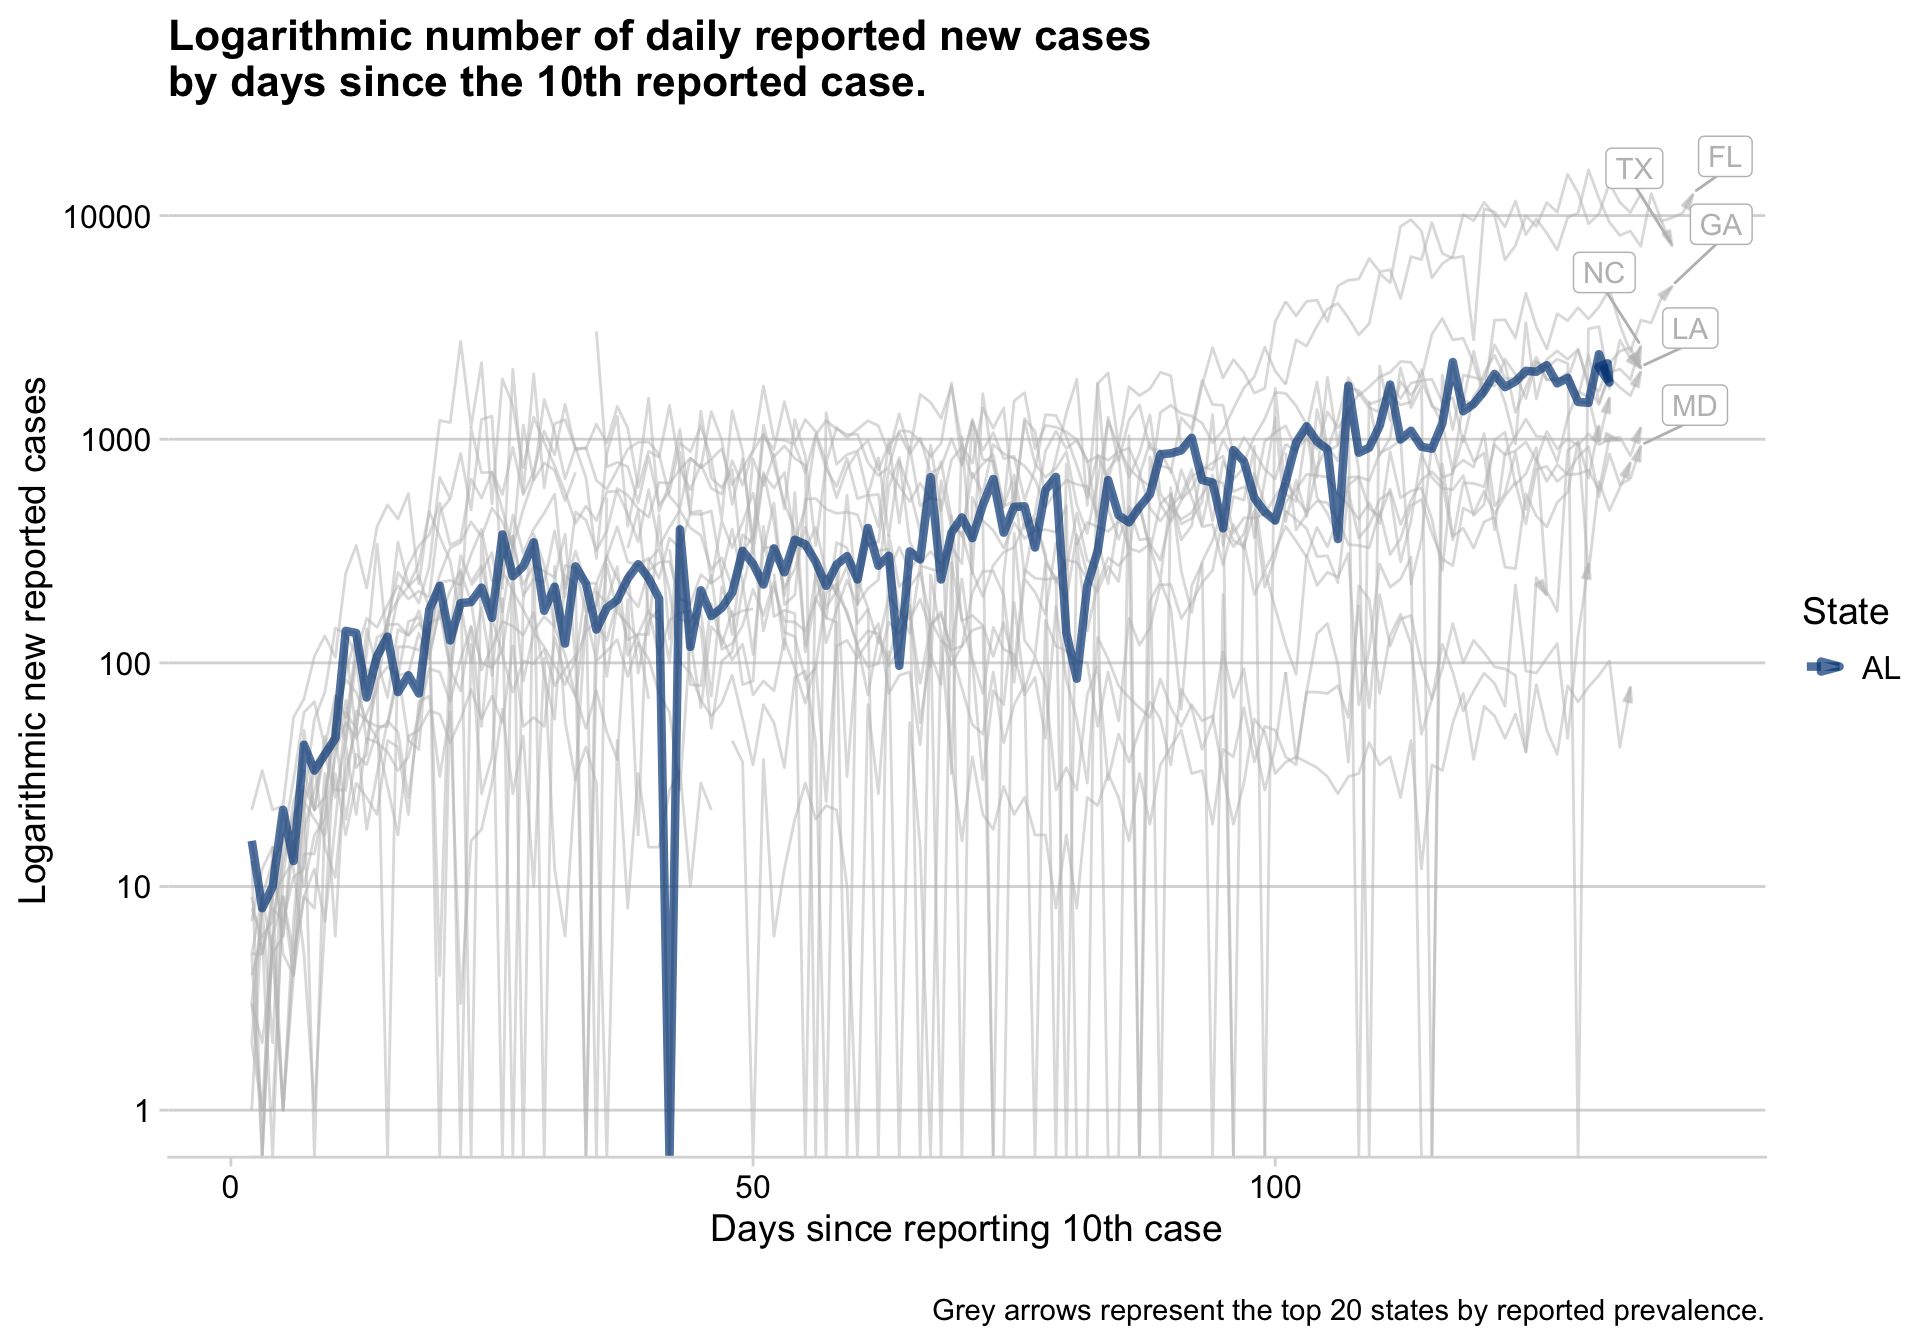 Logarithmic number of daily reported new cases
by days since the 10th reported case.
Logarithmic new reported cases
10000
1000
100
10
1
TX
FL
GA
NC
LA
MD
State
AL
0
50
100
Days since reporting 10th case
Grey arrows represent the top 20 states by reported prevalence.